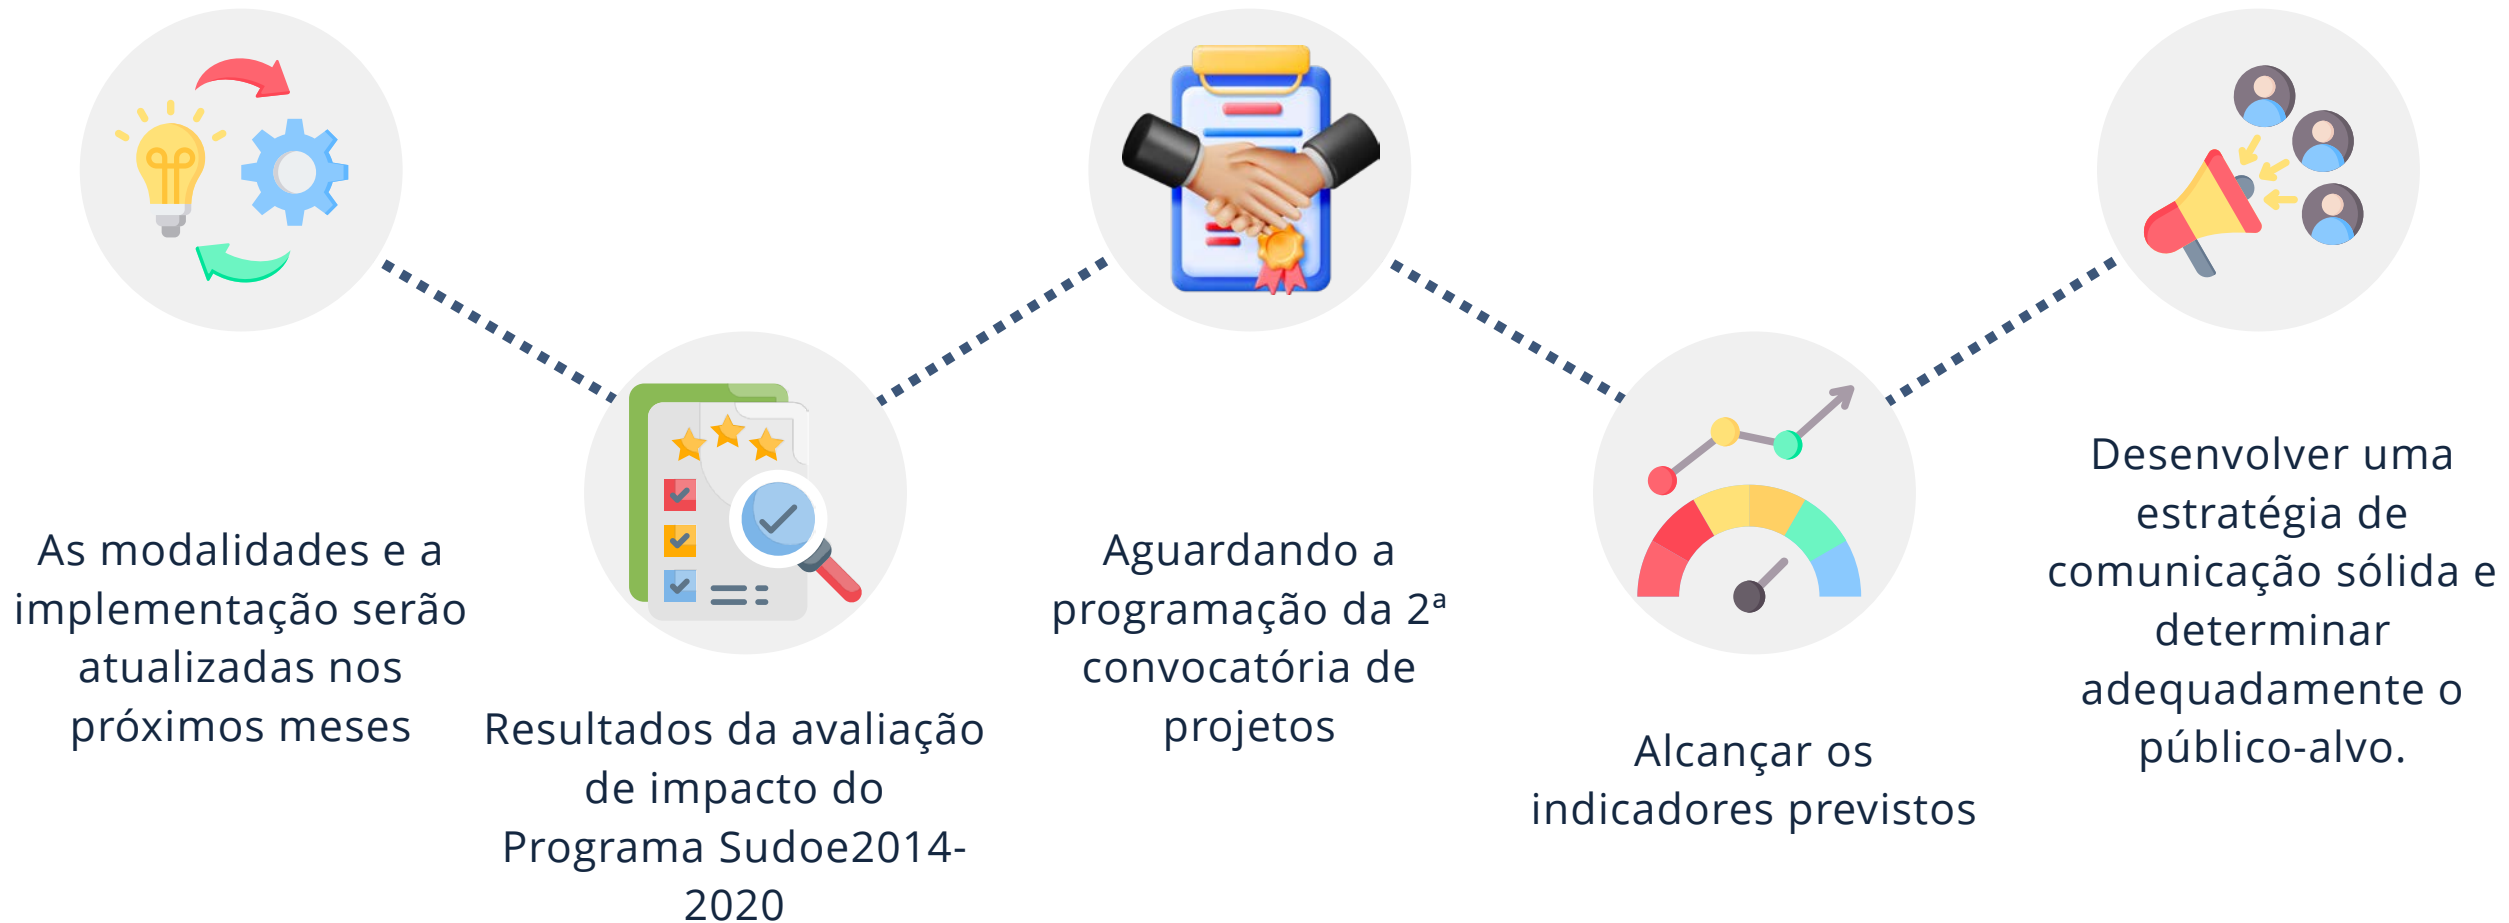 As modalidades e a
implementação serão
atualizadas nos
próximos meses
Resultados da avaliação
de impacto do
Programa Sudoe2014-
2020
Aguardando a
programação da 2ª
convocatória de
projetos
Alcançar os
indicadores previstos
Desenvolver uma
estratégia de
comunicação sólida e
determinar
adequadamente o
público-alvo.